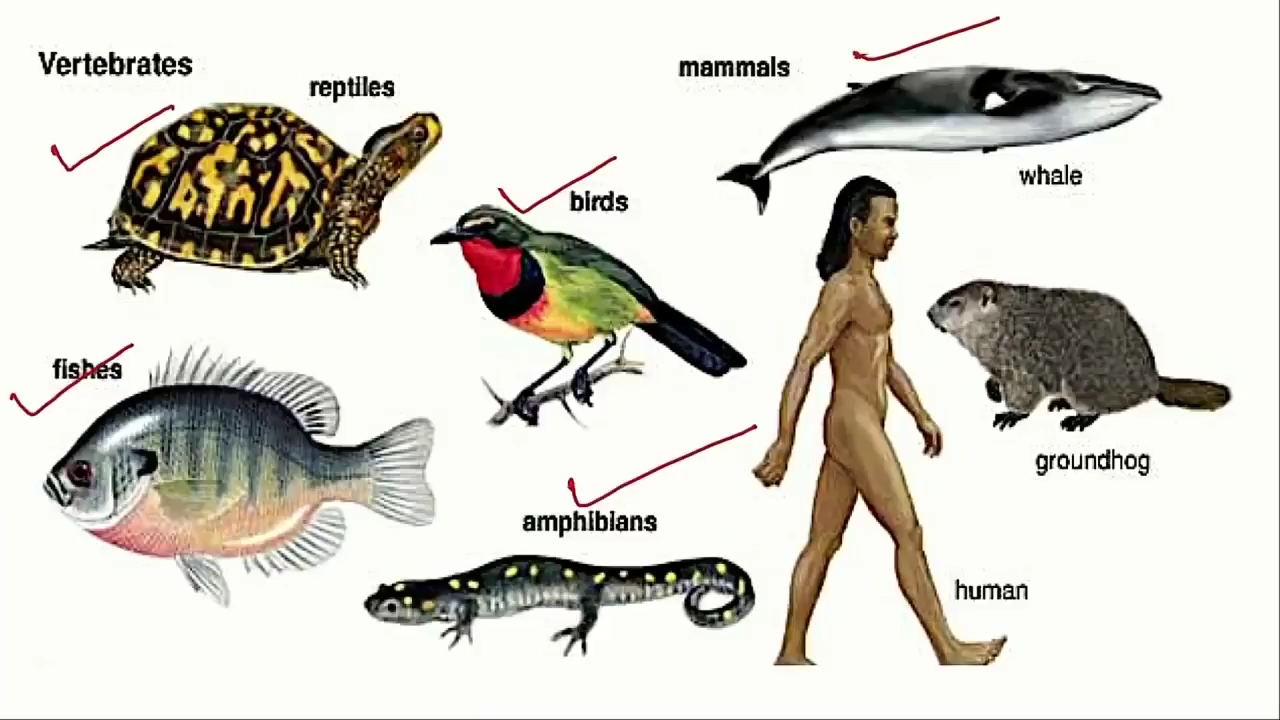 Vertebrates
reptiles
mammals
whale
birds
fishes
groundhog
amphibians
human